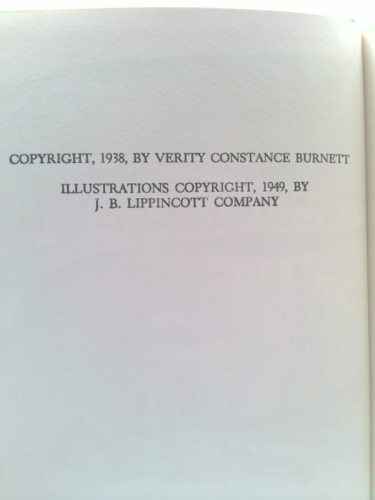 COPYRIGHT, 1938, BY VERITY CONSTANCE BURNETT
ILLUSTRATIONS COPYRIGHT, 1949, BY
J. B. LIPPINCOTT COMPANY